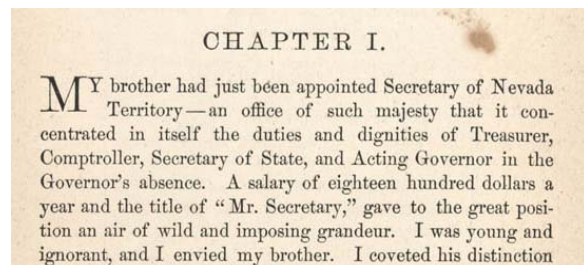 CHAPTER I.
MY brother had just been appointed Secretary of Nevada
Territory—an office of such majesty that it con-
centrated in itself the duties and dignities of Treasurer,
Comptroller, Secretary of State, and Acting Governor in the
Governor's absence. A salary of eighteen hundred dollars a
year and the title of "Mr. Secretary," gave to the great posi-
tion an air of wild and imposing grandeur. I was young and
ignorant, and I envied my brother. I coveted his distinction